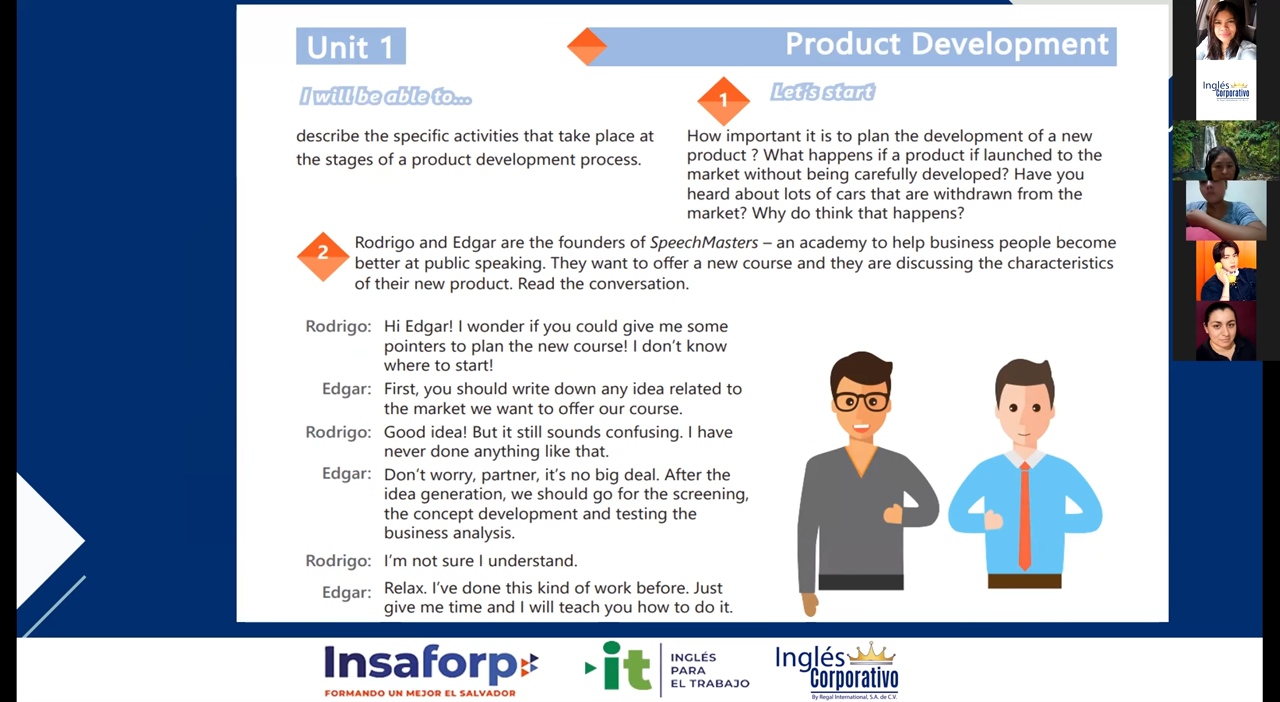 Unit 1
Product Development
I will be able to...
1
Let's start
describe the specific activities that take place at
the stages of a product development process.
How important it is to plan the development of a new
product ? What happens if a product if launched to the
market without being carefully developed? Have you
heard about lots of cars that are withdrawn from the
market? Why do think that happens?
2
Rodrigo and Edgar are the founders of SpeechMasters – an academy to help business people become
better at public speaking. They want to offer a new course and they are discussing the characteristics
of their new product. Read the conversation.
Rodrigo: Hi Edgar! I wonder if you could give me some
pointers to plan the new course! I don't know
where to start!
Edgar: First, you should write down any idea related to
the market we want to offer our course.
Rodrigo: Good idea! But it still sounds confusing. I have
never done anything like that.
Edgar: Don't worry, partner, it's no big deal. After the
idea generation, we should go for the screening,
the concept development and testing the
business analysis.
Rodrigo: I'm not sure I understand.
Edgar: Relax. I've done this kind of work before. Just
give me time and I will teach you how to do it.
Insaforp
FORMANDO UN MEJOR EL SALVADOR
it
INGLÉS
PARA
EL TRABAJO
Inglés
Corporativo
By Regal International, S.A. de C.V.
Inglés
Corporativo